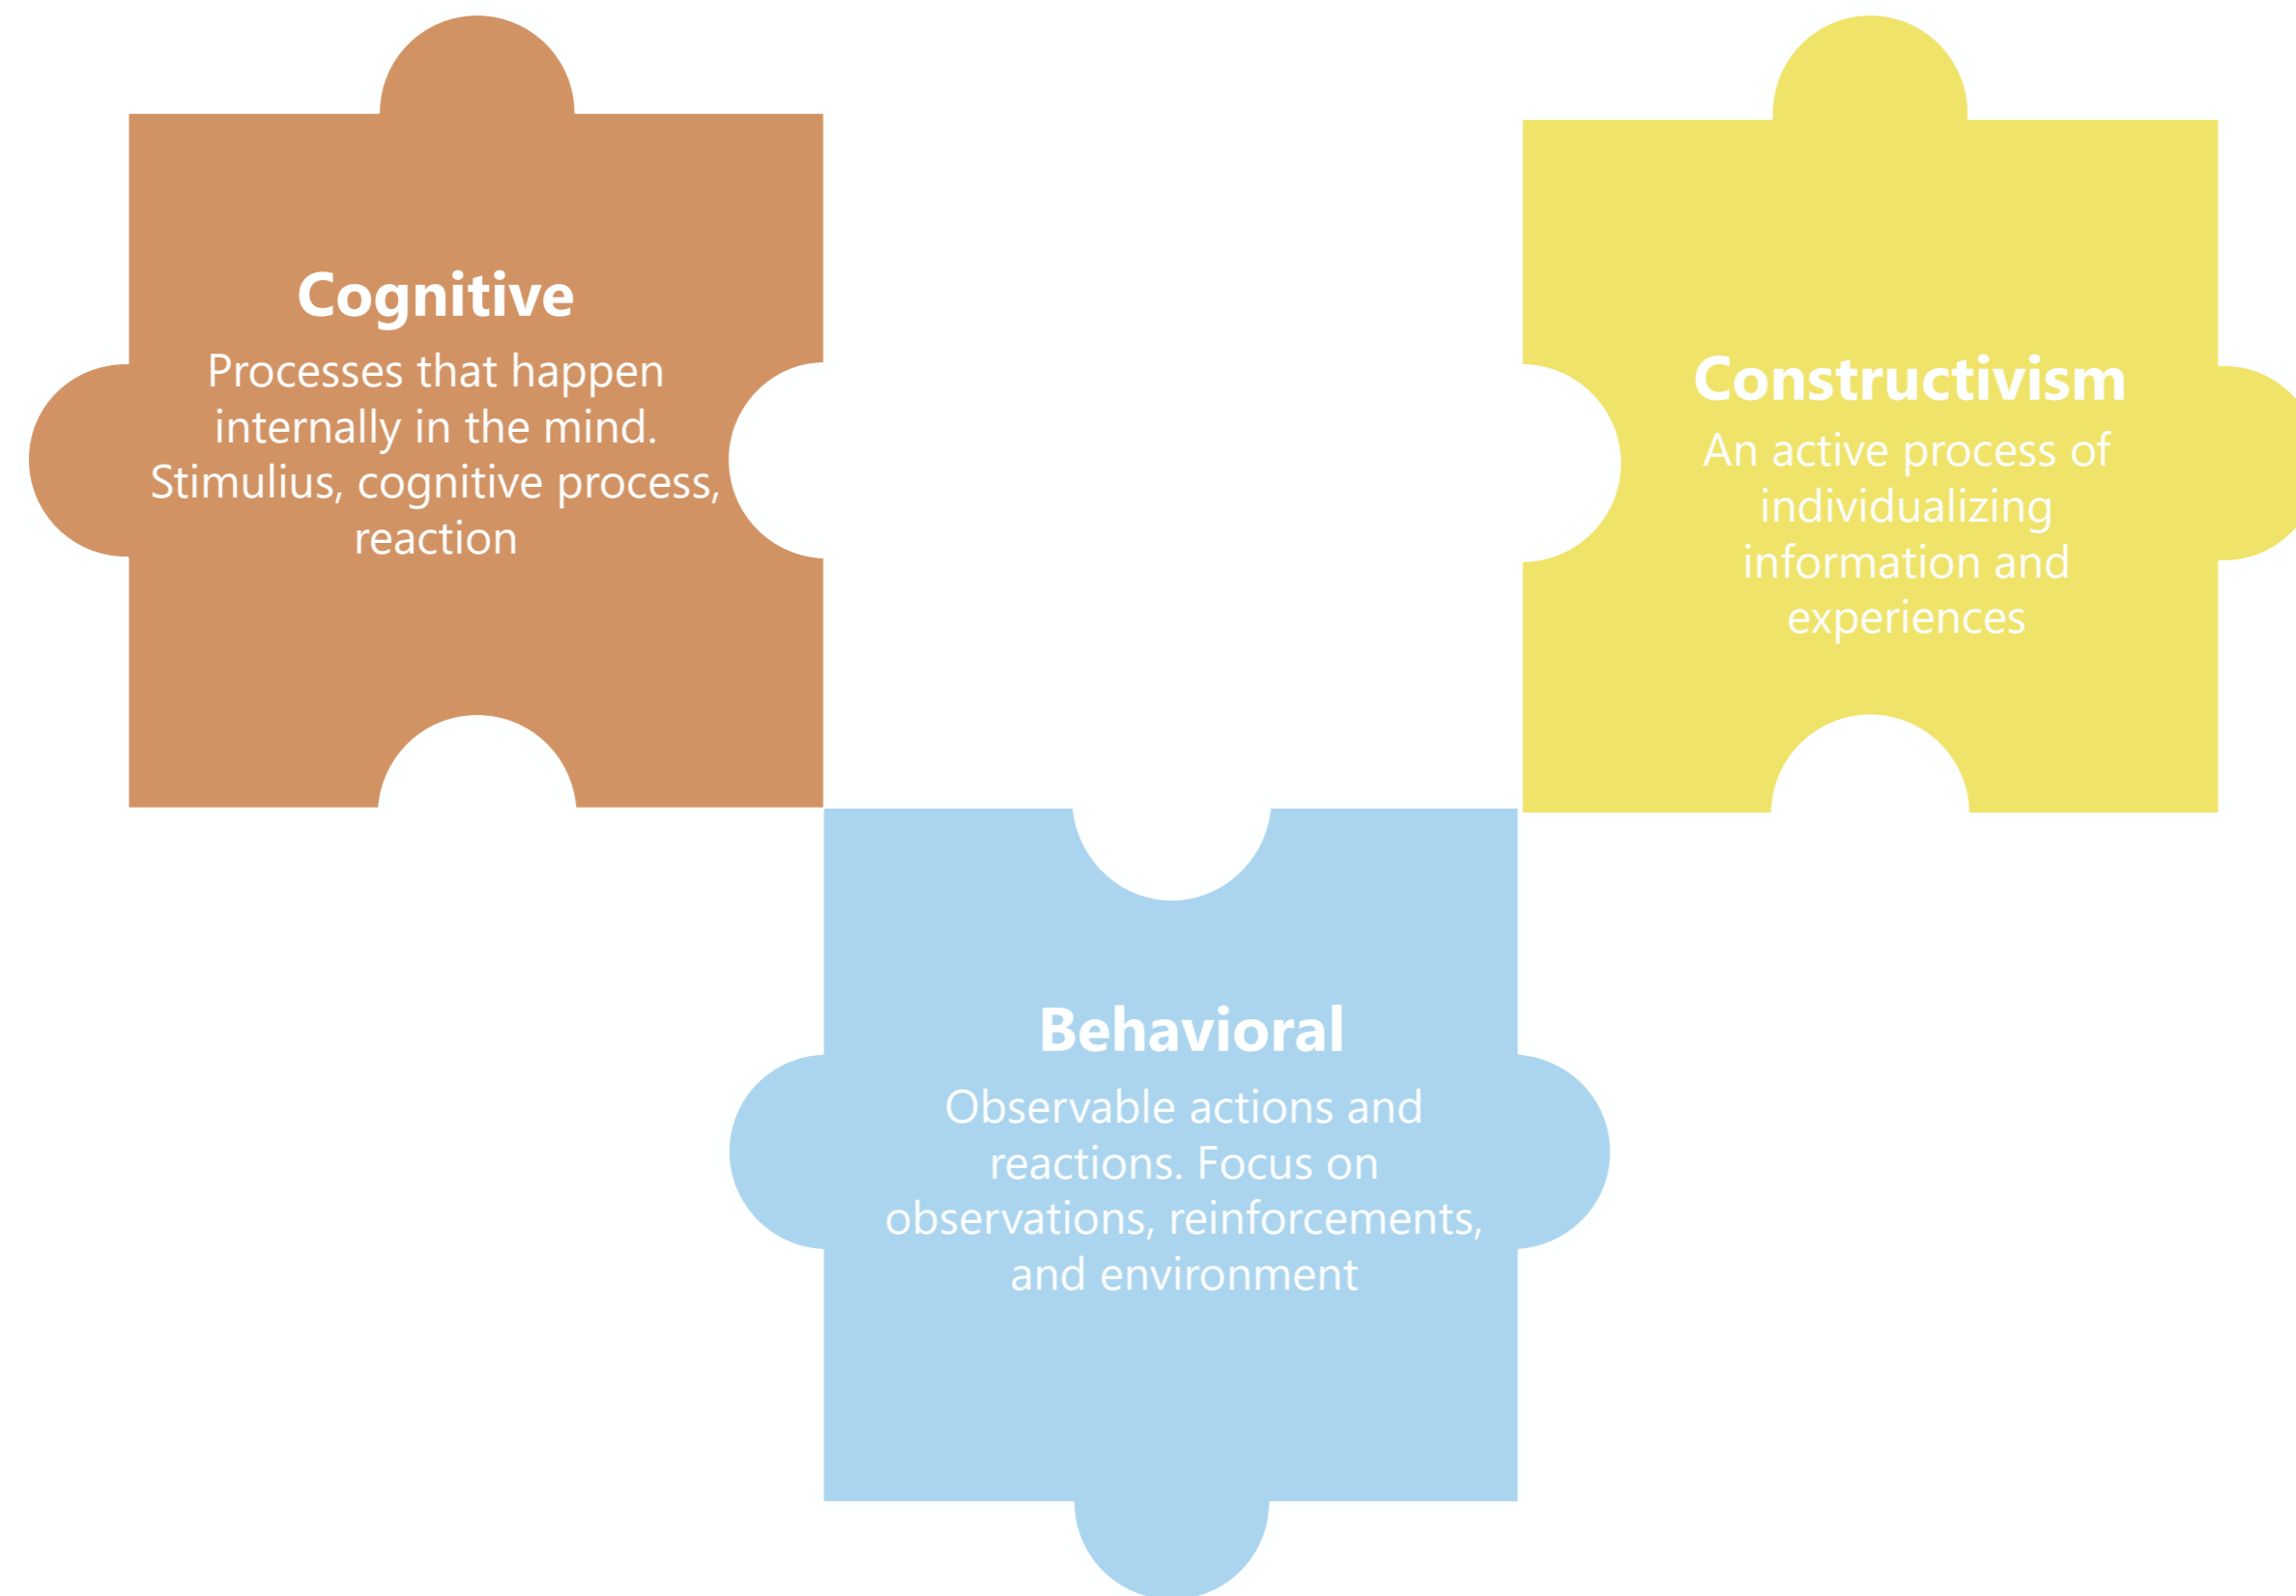 Cognitive
Processes that happen
internally in the mind.
Stimulius, cognitive process,
reaction
Constructivism
An active process of
individualizing
information and
experiences
Behavioral
Observable actions and
reactions. Focus on
observations, reinforcements,
and environment